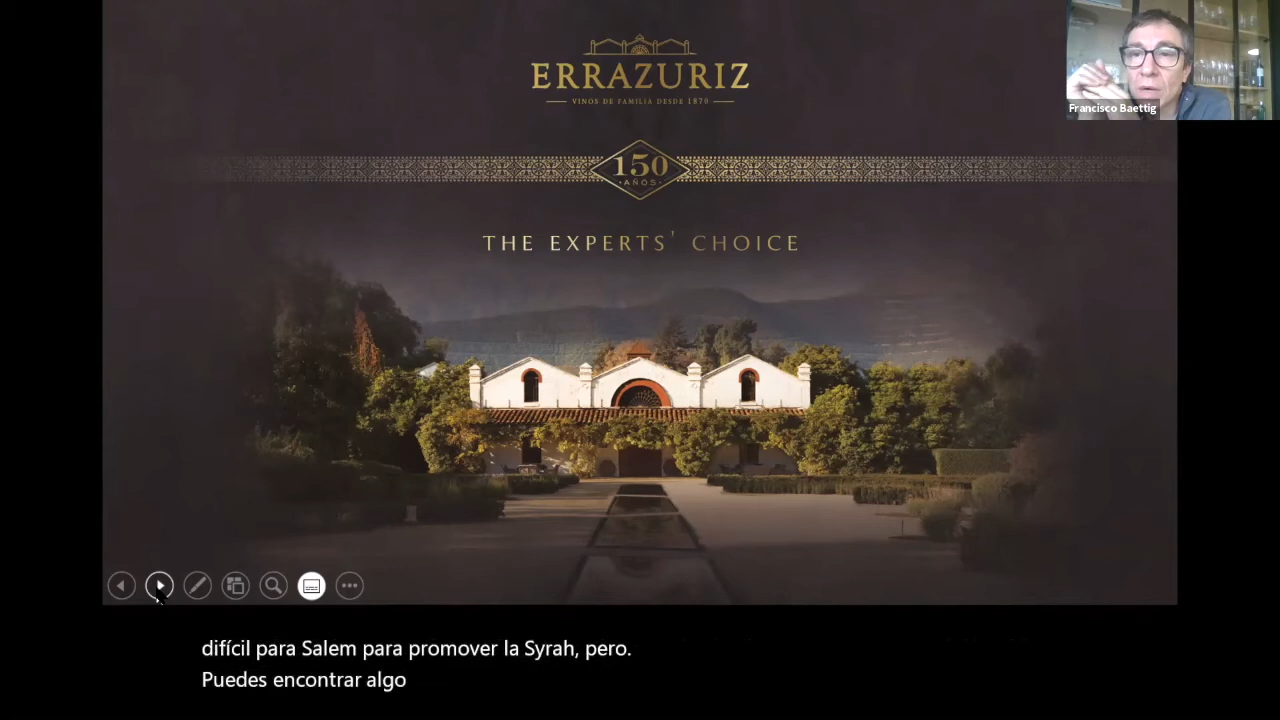 ERRAZURIZ
VINOS DE FAMILIA DESDE 1870
150
AÑOS
THE EXPERTS' CHOICE
Francisco Baettig
difícil para Salem para promover la Syrah, pero.
Puedes encontrar algo